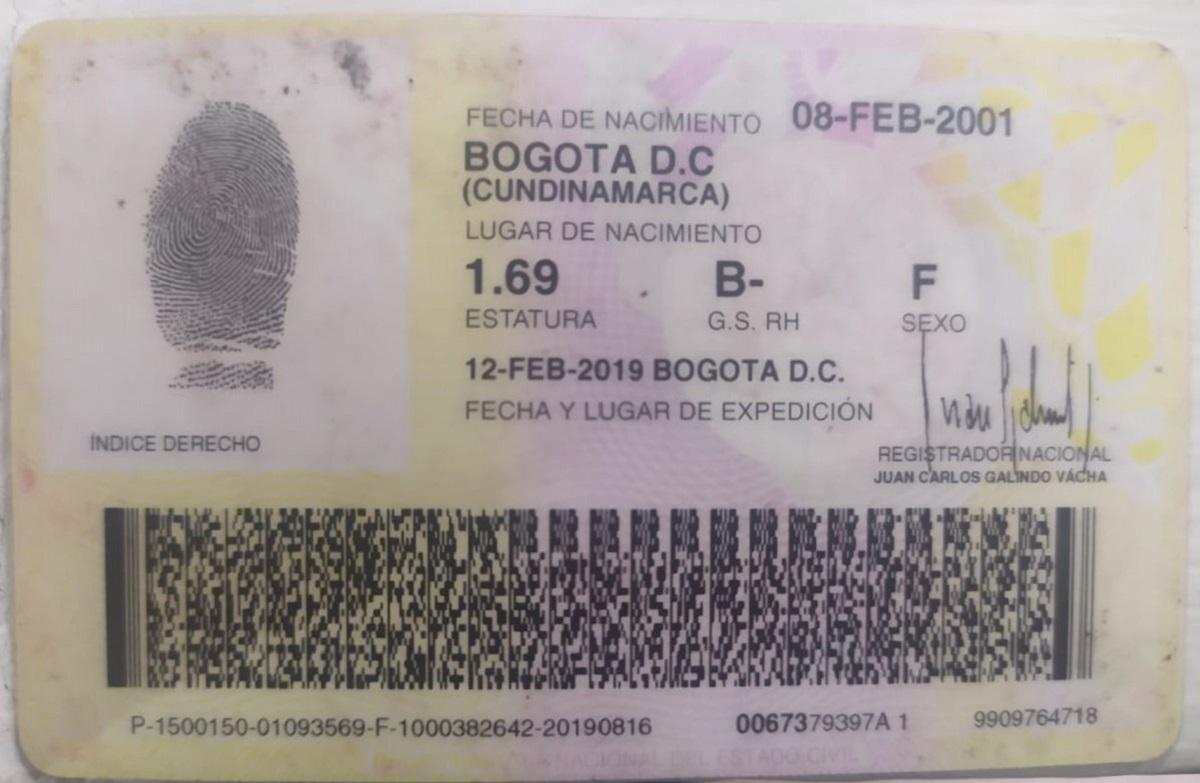 FECHA DE NACIMIENTO 08-FEB-2001
BOGOTA D.C
(CUNDINAMARCA)
LUGAR DE NACIMIENTO
1.69 B- F
ESTATURA G.S. RH SEXO
12-FEB-2019 BOGOTA D.C.
FECHA Y LUGAR DE EXPEDICIÓN
ÍNDICE DERECHO
REGISTRADOR NACIONAL
JUAN CARLOS GALINDO VÁCHA
P-1500150-01093569-F-1000382642-20190816 0067379397A 1 9909764718
NACIONAL DEL ESTADO CIVIL